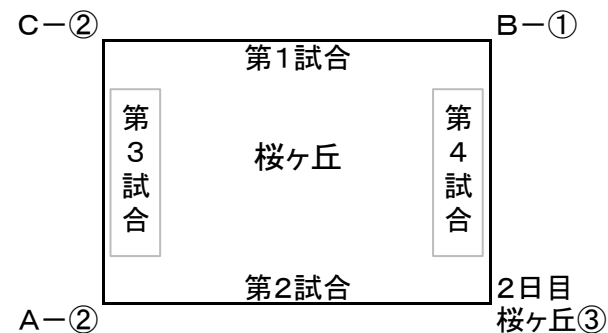 C－② B－①
第１試合
第３試合
桜ヶ丘
第４試合
第２試合
A－②
２日目
桜ヶ丘③